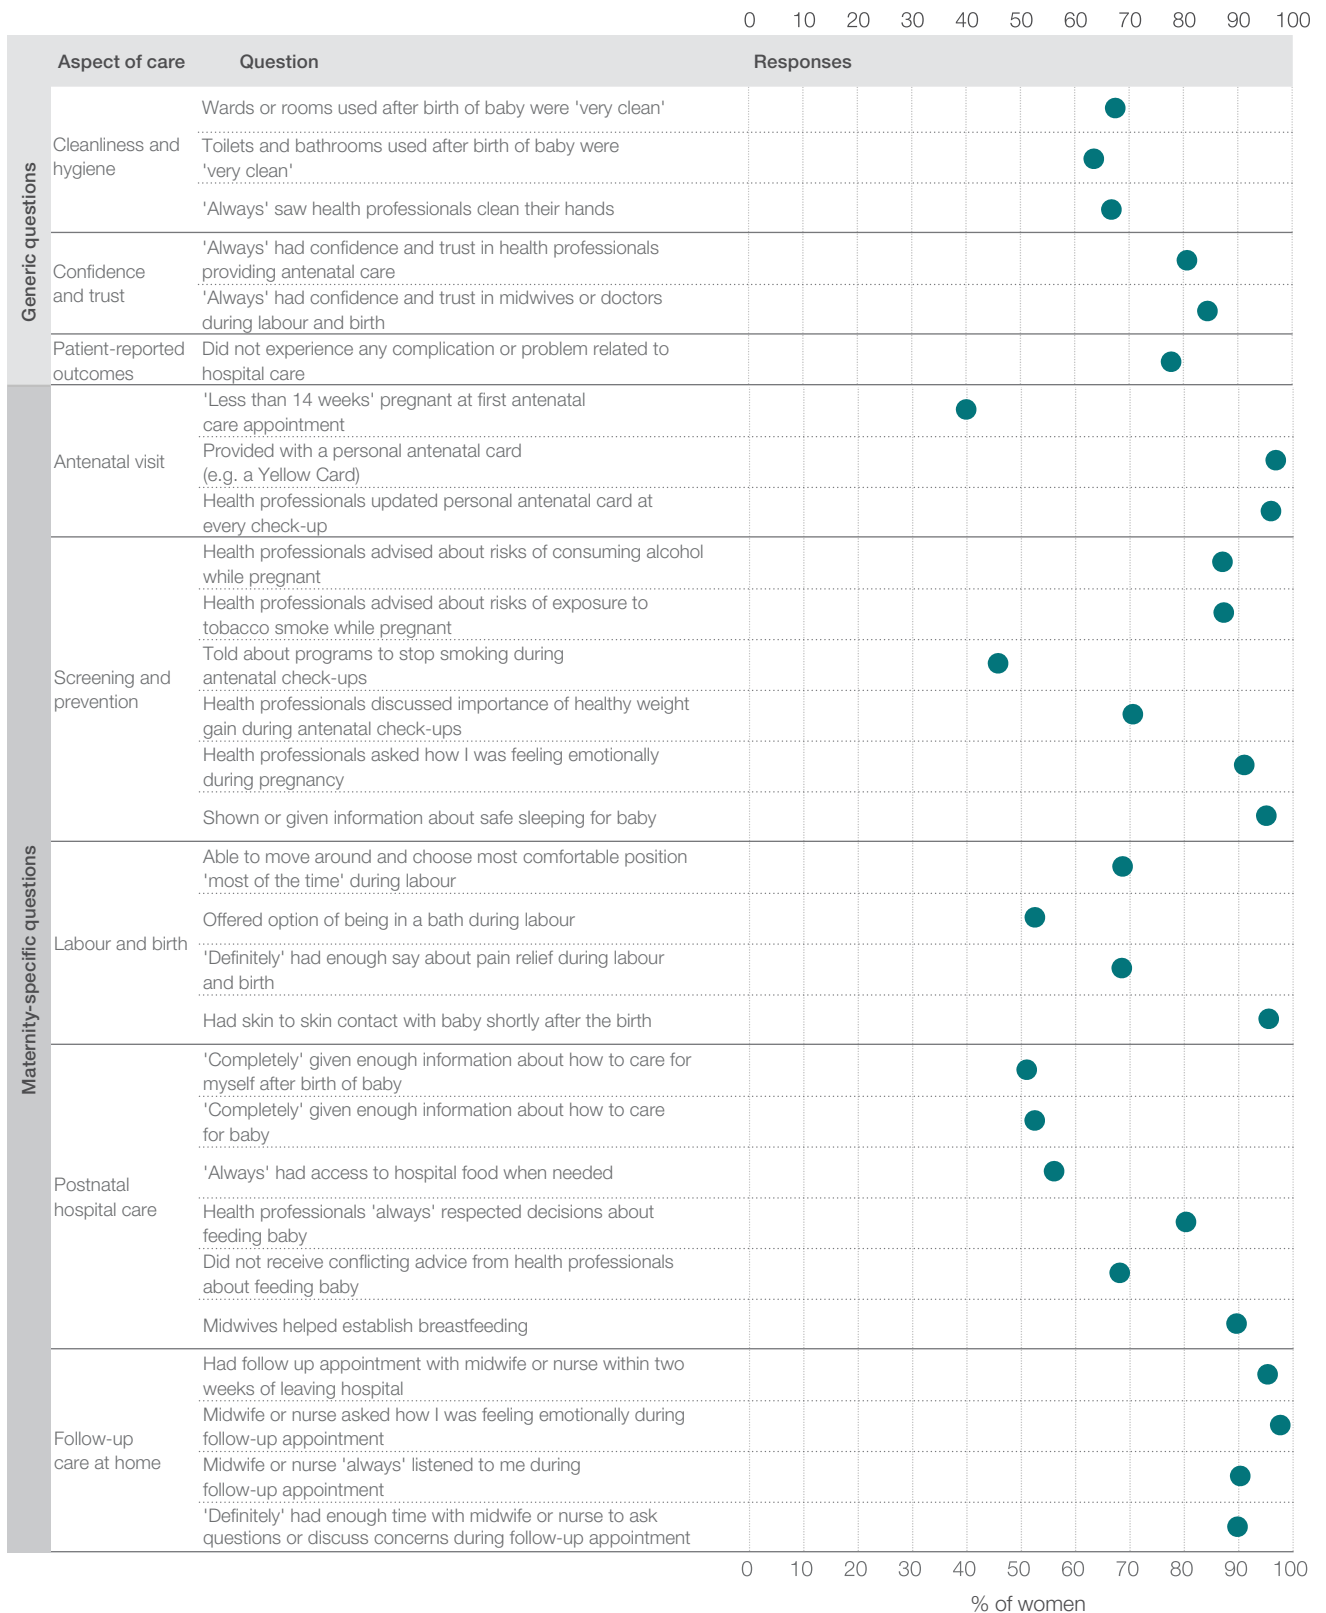 0 10 20 30 40 50 60 70 80 90 100
Aspect of care Question Responses
Generic questions
Cleanliness and
hygiene
Wards or rooms used after birth of baby were 'very clean'
Toilets and bathrooms used after birth of baby were
'very clean'
'Always' saw health professionals clean their hands
Confidence
and trust
'Always' had confidence and trust in health professionals
providing antenatal care
'Always' had confidence and trust in midwives or doctors
during labour and birth
Patient-reported
outcomes
Did not experience any complication or problem related to
hospital care
Maternity-specific questions
Antenatal visit
'Less than 14 weeks' pregnant at first antenatal
care appointment
Provided with a personal antenatal card
(e.g. a Yellow Card)
Health professionals updated personal antenatal card at
every check-up
Screening and
prevention
Health professionals advised about risks of consuming alcohol
while pregnant
Health professionals advised about risks of exposure to
tobacco smoke while pregnant
Told about programs to stop smoking during
antenatal check-ups
Health professionals discussed importance of healthy weight
gain during antenatal check-ups
Health professionals asked how I was feeling emotionally
during pregnancy
Shown or given information about safe sleeping for baby
Labour and birth
Able to move around and choose most comfortable position
'most of the time' during labour
Offered option of being in a bath during labour
'Definitely' had enough say about pain relief during labour
and birth
Had skin to skin contact with baby shortly after the birth
Postnatal
hospital care
'Completely' given enough information about how to care for
myself after birth of baby
'Completely' given enough information about how to care
for baby
'Always' had access to hospital food when needed
Health professionals 'always' respected decisions about
feeding baby
Did not receive conflicting advice from health professionals
about feeding baby
Midwives helped establish breastfeeding
Follow-up
care at home
Had follow up appointment with midwife or nurse within two
weeks of leaving hospital
Midwife or nurse asked how I was feeling emotionally during
follow-up appointment
Midwife or nurse 'always' listened to me during
follow-up appointment
'Definitely' had enough time with midwife or nurse to ask
questions or discuss concerns during follow-up appointment
0 10 20 30 40 50 60 70 80 90 100
% of women